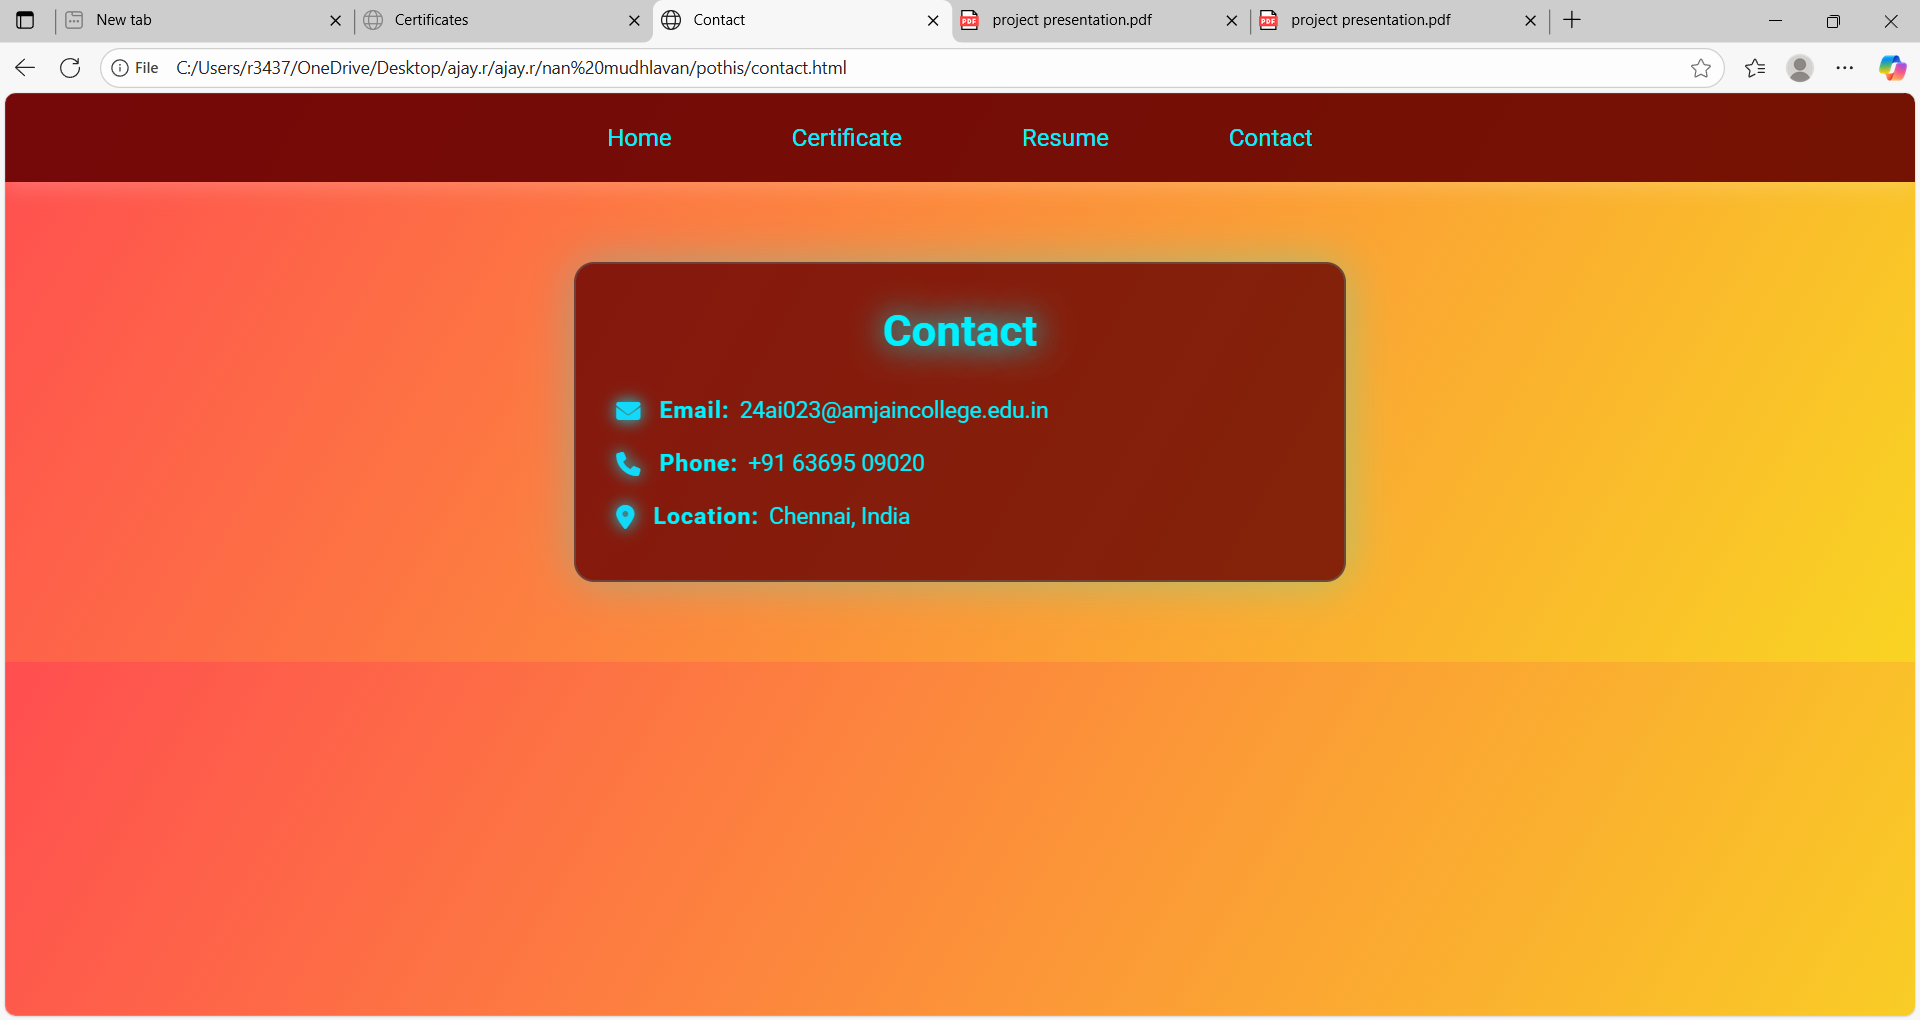 New tab
Certificates
Contact
project presentation.pdf
project presentation.pdf
File C:/Users/r3437/OneDrive/Desktop/ajay.r/ajay.r/nan%20mudhlavan/pothis/contact.html
Home Certificate Resume Contact
Contact
Email: 24ai023@amjaincollege.edu.in
Phone: +91 63695 09020
Location: Chennai, India